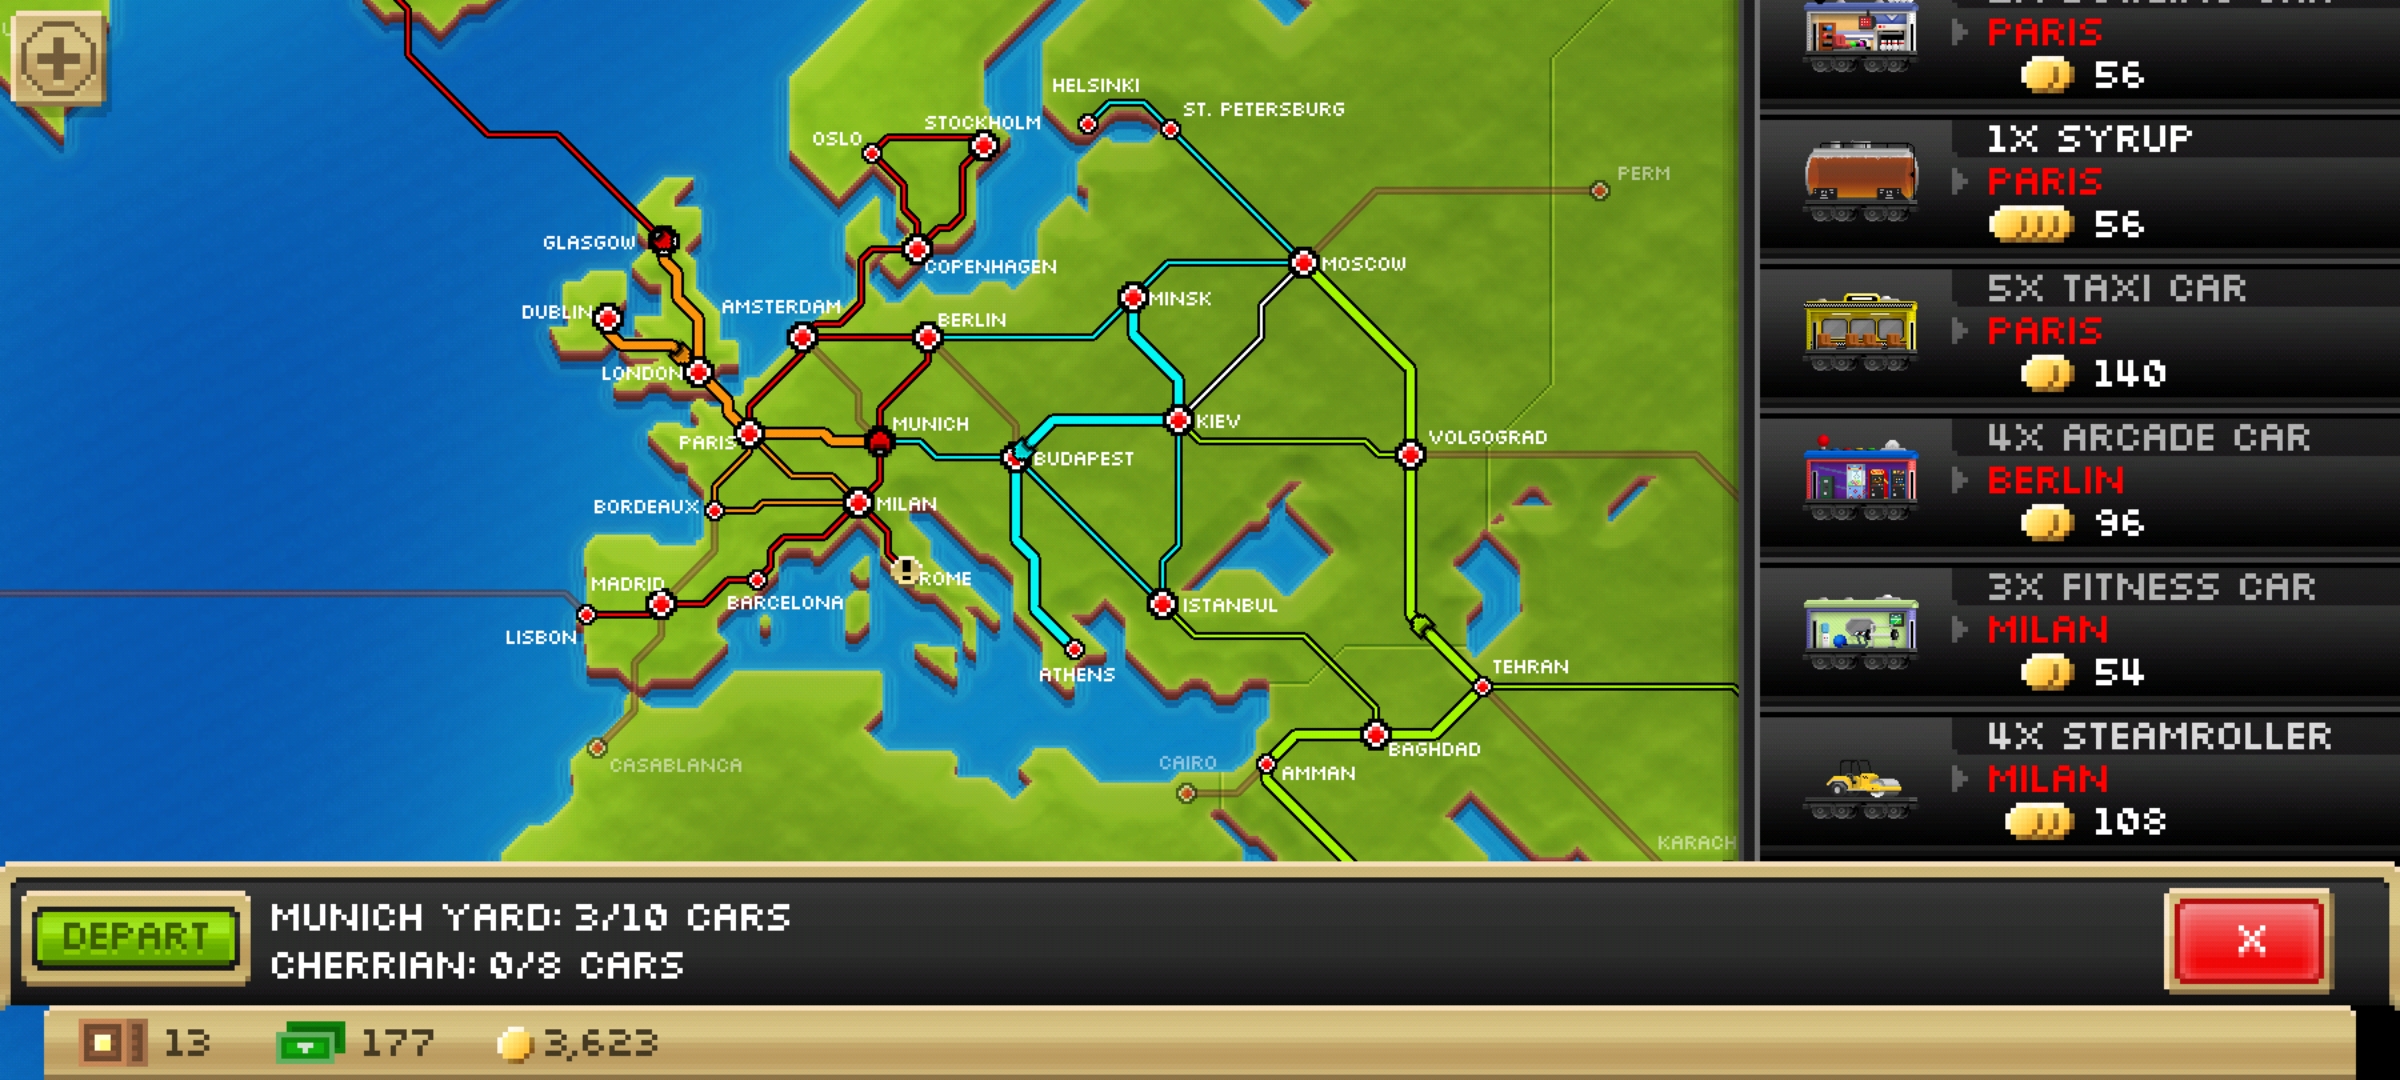 HELSINKI
ST. PETERSBURG
STOCKHOLM
OSLO
PERM
GLASGOW
COPENHAGEN
MOSCOW
MINSK
DUBLIN
AMSTERDAM
BERLIN
LONDON
MUNICH
KIEV
VOLGOGRAD
PARIS
BUDAPEST
BORDEAUX
MILAN
MADRID
ROME
BARCELONA
ISTANBUL
LISBON
ATHENS
TEHRAN
CASABLANCA
CAIRO
BAGHDAD
AMMAN
KARACH
PARIS
56
1X SYRUP
PARIS
56
5X TAXI CAR
PARIS
140
4X ARCADE CAR
BERLIN
96
3X FITNESS CAR
MILAN
54
4X STEAMROLLER
MILAN
108
DEPART
MUNICH YARD: 3/10 CARS
CHERRIAN: 0/8 CARS
X
13
177
3,623